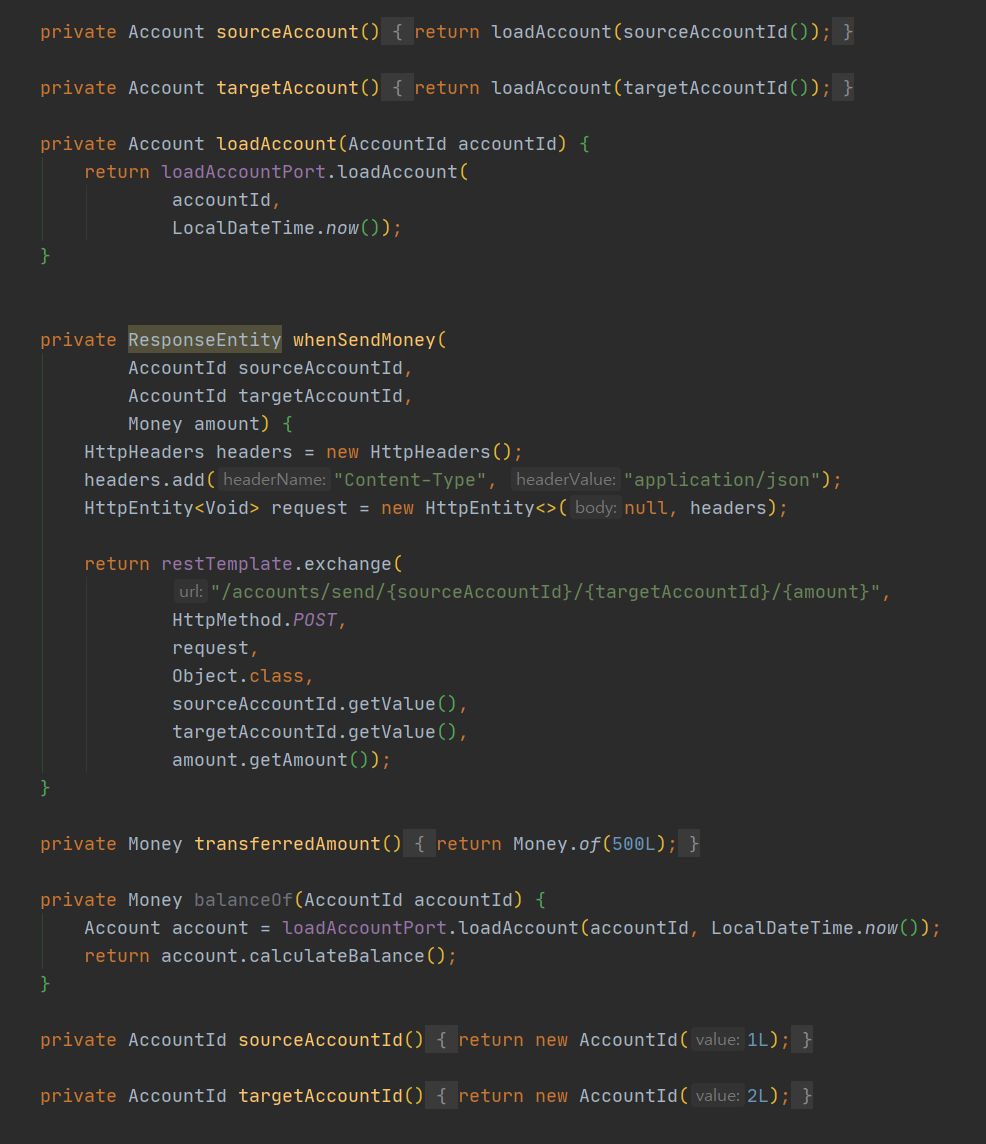 private Account sourceAccount() { return loadAccount(sourceAccountId()); }
private Account targetAccount() { return loadAccount(targetAccountId()); }
private Account loadAccount(AccountId accountId) {
return loadAccountPort.loadAccount(
accountId,
LocalDateTime.now());
}
private ResponseEntity whenSendMoney(
AccountId sourceAccountId,
AccountId targetAccountId,
Money amount) {
HttpHeaders headers = new HttpHeaders();
headers.add( headerName: "Content-Type", headerValue: "application/json");
HttpEntity<Void> request = new HttpEntity<>( body: null, headers);
return restTemplate.exchange(
url: "/accounts/send/{sourceAccountId}/{targetAccountId}/{amount}",
HttpMethod.POST,
request,
Object.class,
sourceAccountId.getValue(),
targetAccountId.getValue(),
amount.getAmount());
}
private Money transferredAmount() { return Money.of(500L); }
private Money balanceOf(AccountId accountId) {
Account account = loadAccountPort.loadAccount(accountId, LocalDateTime.now());
return account.calculateBalance();
}
private AccountId sourceAccountId() { return new AccountId( value: 1L); }
private AccountId targetAccountId() { return new AccountId( value: 2L); }